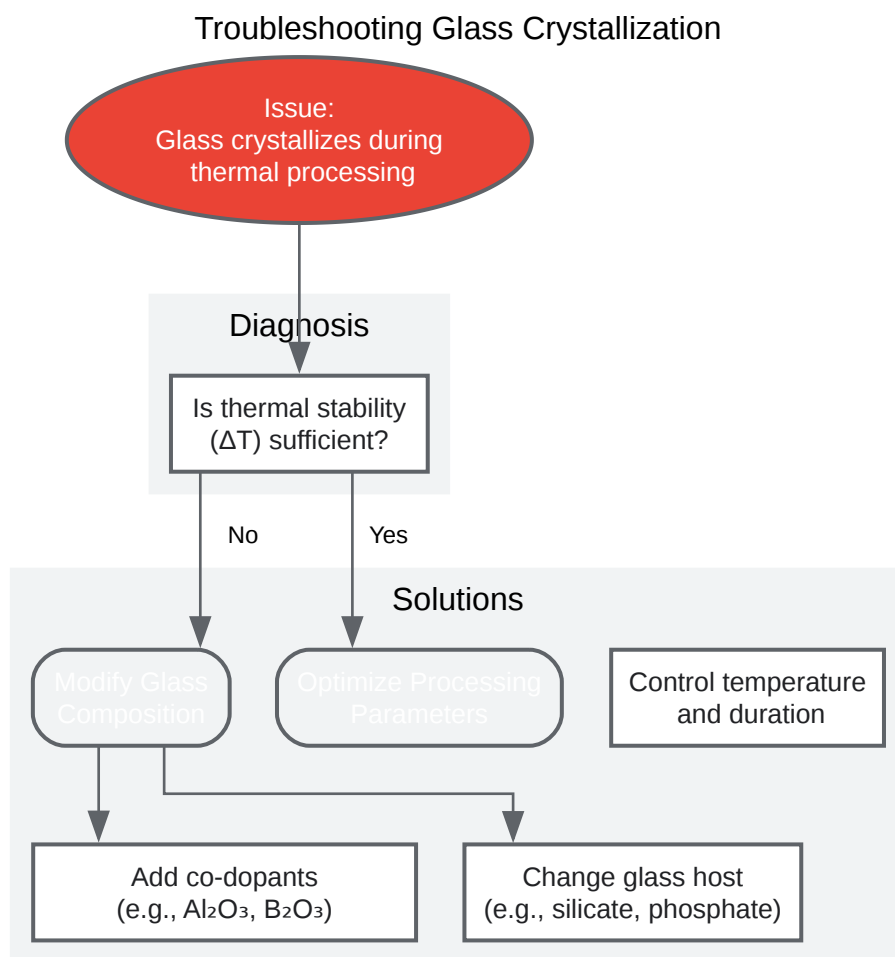 Troubleshooting Glass Crystallization
Issue:
Glass crystallizes during
thermal processing
Diagnosis
Is thermal stability
(ΔT) sufficient?
No
Yes
Solutions
Modify Glass
Composition
Optimize Processing
Parameters
Control temperature
and duration
Add co-dopants
(e.g., Al₂O₃, B₂O₃)
Change glass host
(e.g., silicate, phosphate)